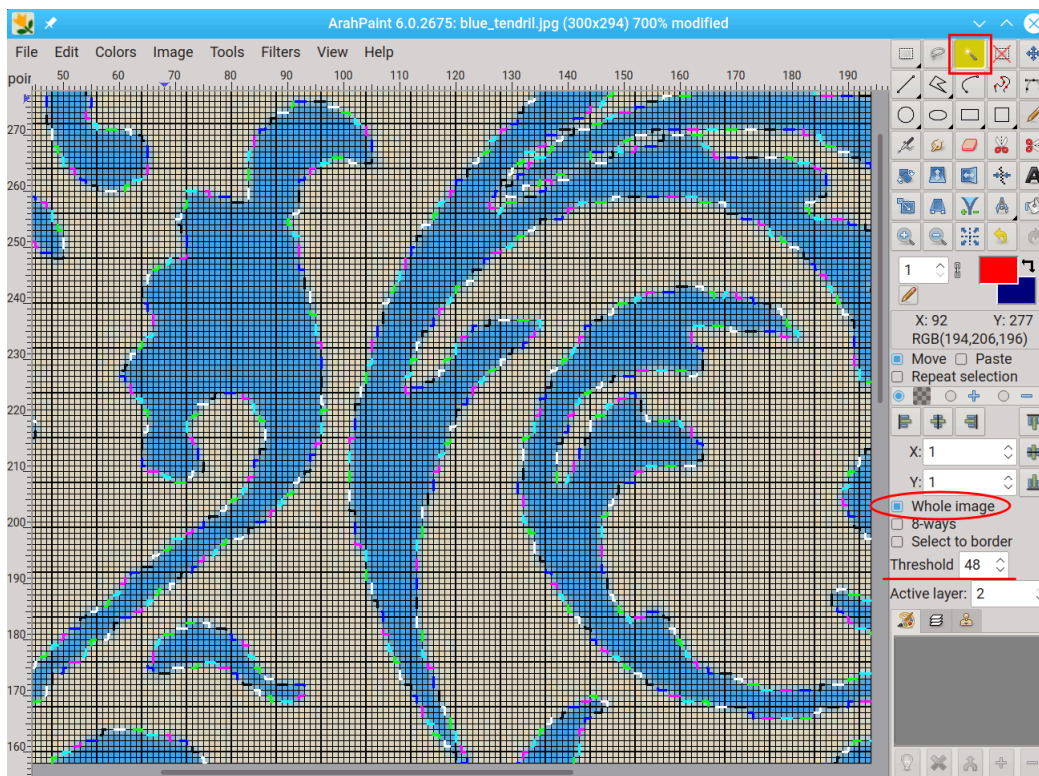 ArahPaint 6.0.2675: blue_tendril.jpg (300x294) 700% modified
File Edit Colors Image Tools Filters View Help
poir 50 60 70 80 90 100 110 120 130 140 150 160 170 180 190
270
260
250
240
230
220
210
200
190
180
170
160
A
1
X: 92 Y: 277
RGB(194,206,196)
Move Paste
Repeat selection
X: 1
Y: 1
Whole image
8-ways
Select to border
Threshold 48
Active layer: 2